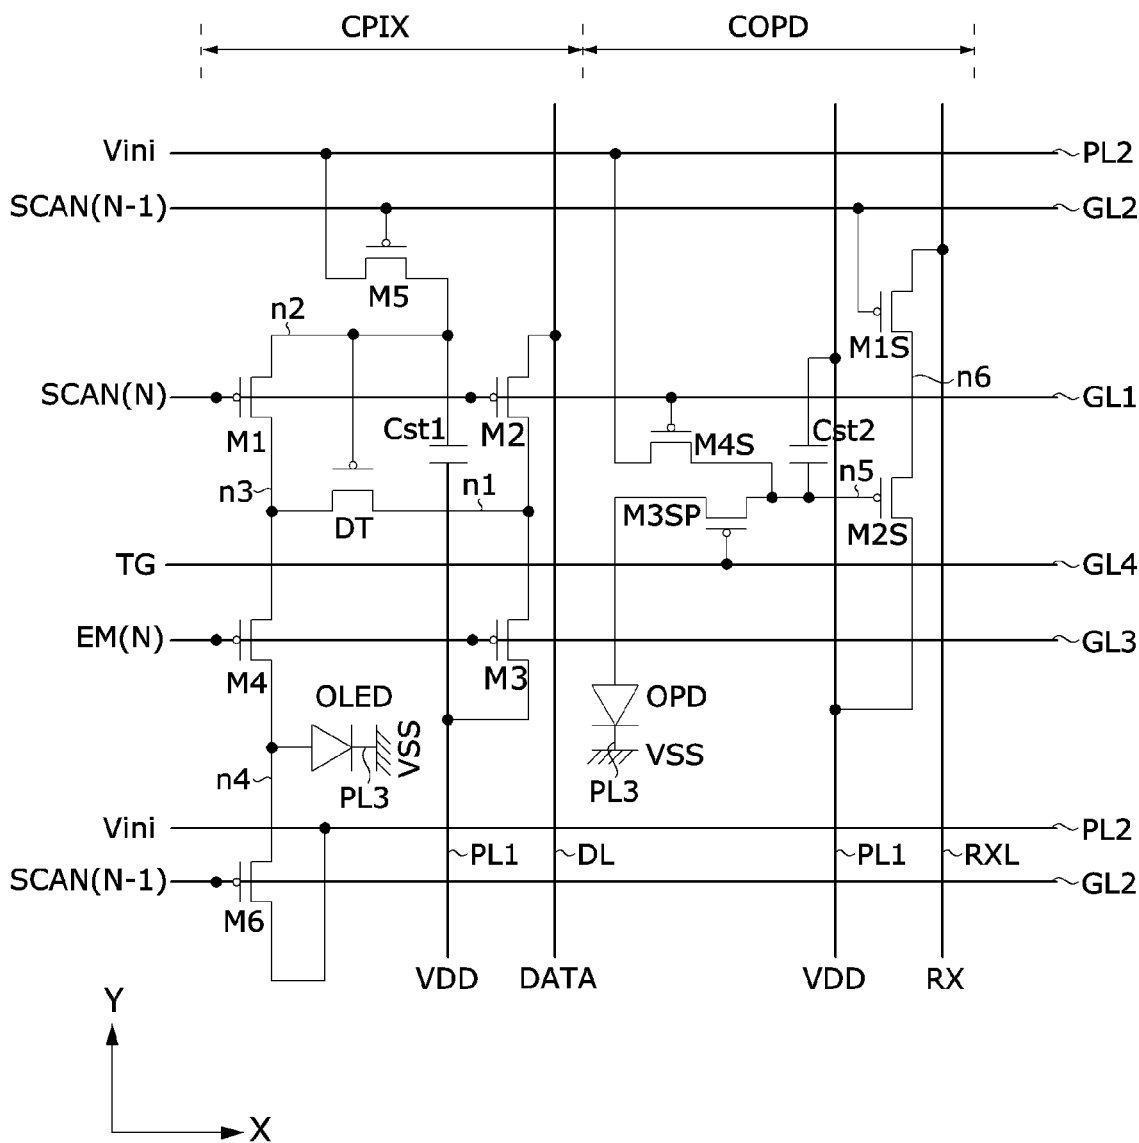 CPIX COPD
Vini PL2
SCAN(N-1) GL2
M5
n2
M1S
n6
SCAN(N) GL1
M1 Cst1 M2 M4S Cst2
n3 n1 n5
DT M3SP M2S
TG GL4
EM(N) GL3
M4 M3
OLED OPD
VSS VSS
n4 PL3 PL3
Vini PL2
PL1 DL PL1 RXL
SCAN(N-1) GL2
M6
VDD DATA VDD RX
Y
X